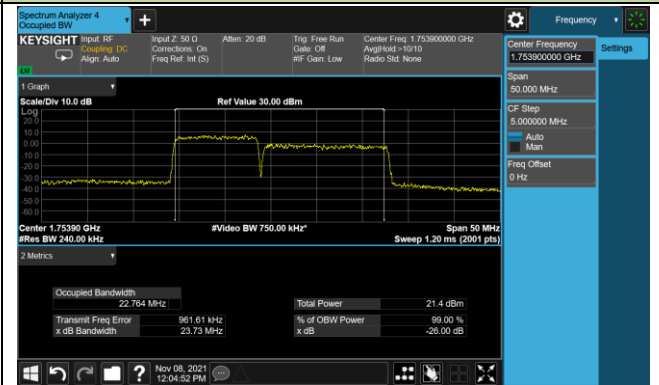 Spectrum Analyzer 4
Occupied BW
Frequency
KEYSIGHT
Input: RF
Coupling: DC
Align: Auto
Input Z: 50 Ω
Corrections: On
Freq Ref: Int (S)
Atten: 20 dB
Trig: Free Run
Gate: Off
#IF Gain: Low
Center Freq: 1.753900000 GHz
Avg|Hold:>10/10
Radio Std: None
Center Frequency
1.753900000 GHz
Settings
Span
50.000 MHz
CF Step
5.000000 MHz
Auto
Man
Freq Offset
0 Hz
1 Graph
Scale/Div 10.0 dB
Ref Value 30.00 dBm
Log
20.0
10.0
0.00
-10.0
-20.0
-30.0
-40.0
-50.0
-60.0
Center 1.75390 GHz
#Video BW 750.00 kHz*
Span 50 MHz
#Res BW 240.00 kHz
Sweep 1.20 ms (2001 pts)
2 Metrics
Occupied Bandwidth
22.764 MHz
Total Power
21.4 dBm
Transmit Freq Error
961.61 kHz
% of OBW Power
99.00 %
x dB Bandwidth
23.73 MHz
x dB
-26.00 dB
Nov 08, 2021
12:04:52 PM